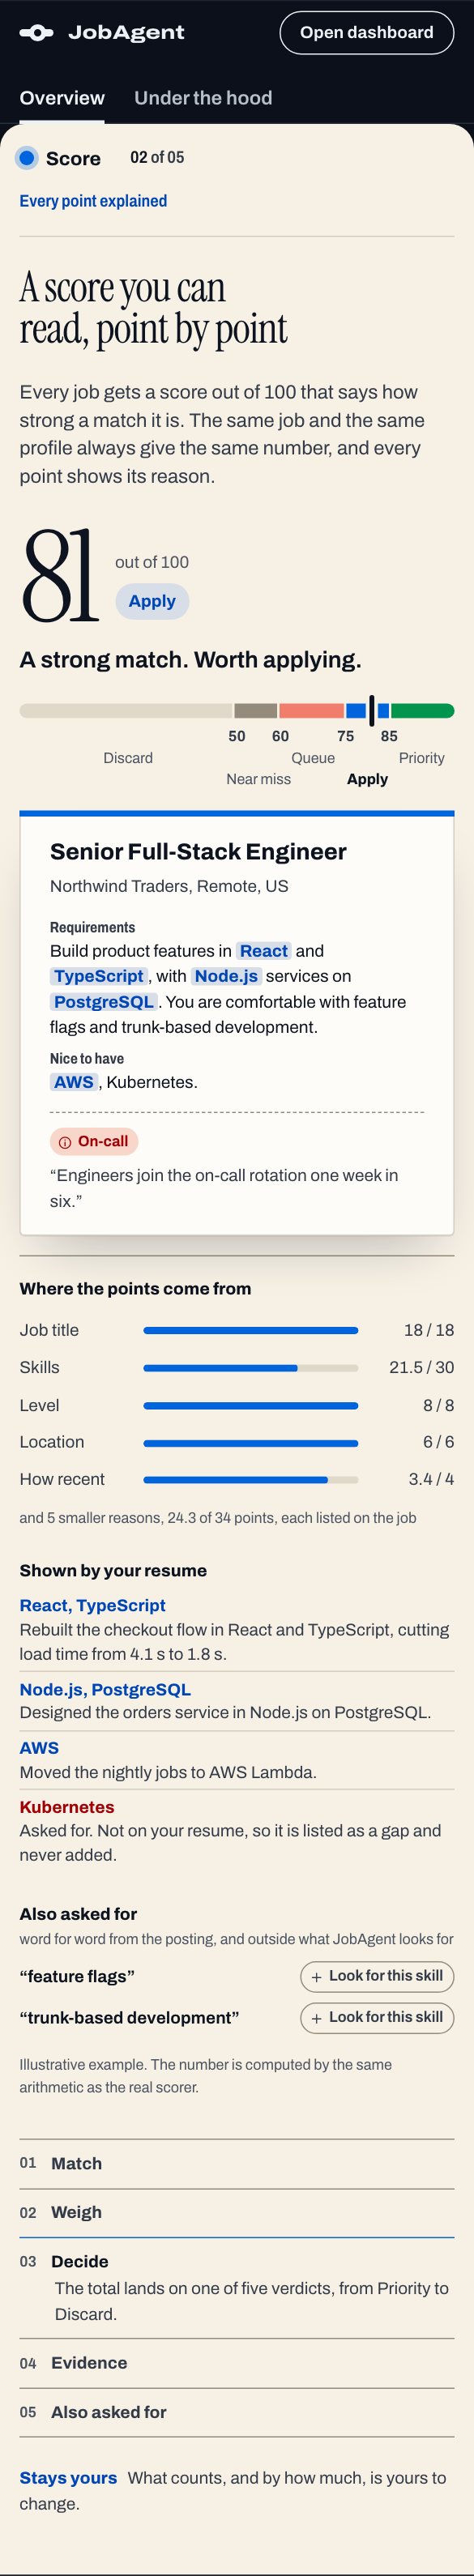 JobAgent
Open dashboard
Overview
Under the hood
Score
02 of 05
Every point explained
A score you can
read, point by point
Every job gets a score out of 100 that says how
strong a match it is. The same job and the same
profile always give the same number, and every
point shows its reason.
81
out of 100
Apply
A strong match. Worth applying.
50 60 75 85
Discard Queue Priority
Near miss Apply
Senior Full-Stack Engineer
Northwind Traders, Remote, US
Requirements
Build product features in React and
TypeScript, with Node.js services on
PostgreSQL. You are comfortable with feature
flags and trunk-based development.
Nice to have
AWS, Kubernetes.
On-call
“Engineers join the on-call rotation one week in
six.”
Where the points come from
Job title 18 / 18
Skills 21.5 / 30
Level 8 / 8
Location 6 / 6
How recent 3.4 / 4
and 5 smaller reasons, 24.3 of 34 points, each listed on the job
Shown by your resume
React, TypeScript
Rebuilt the checkout flow in React and TypeScript, cutting
load time from 4.1 s to 1.8 s.
Node.js, PostgreSQL
Designed the orders service in Node.js on PostgreSQL.
AWS
Moved the nightly jobs to AWS Lambda.
Kubernetes
Asked for. Not on your resume, so it is listed as a gap and
never added.
Also asked for
word for word from the posting, and outside what JobAgent looks for
“feature flags”
+ Look for this skill
“trunk-based development”
+ Look for this skill
Illustrative example. The number is computed by the same
arithmetic as the real scorer.
01 Match
02 Weigh
03 Decide
The total lands on one of five verdicts, from Priority to
Discard.
04 Evidence
05 Also asked for
Stays yours What counts, and by how much, is yours to
change.